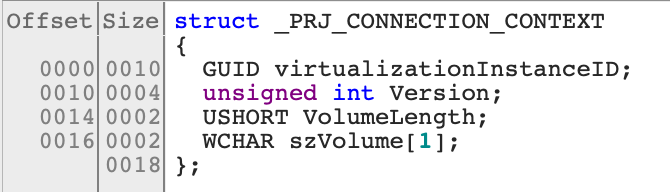 Offset Size struct _PRJ_CONNECTION_CONTEXT
{
0000 0010 GUID virtualizationInstanceID;
0010 0004 unsigned int Version;
0014 0002 USHORT VolumeLength;
0016 0002 WCHAR szVolume[1];
0018 };